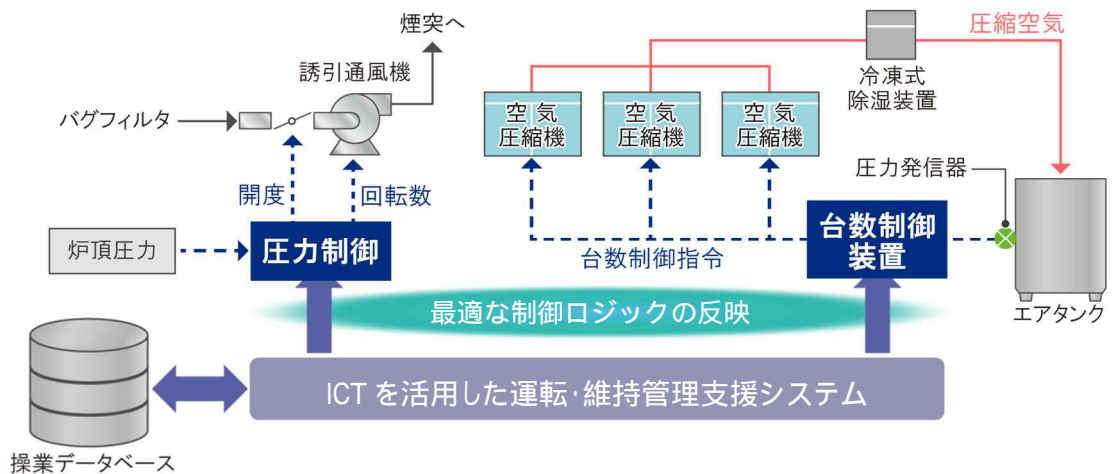 煙突へ
誘引通風機
バグフィルタ
開度
回転数
炉頂圧力
圧力制御
圧縮空気
冷凍式
除湿装置
空気
圧縮機
空気
圧縮機
空気
圧縮機
圧力発信器
台数制御指令
台数制御
装置
エアタンク
最適な制御ロジックの反映
ICTを活用した運転・維持管理支援システム
操業データベース